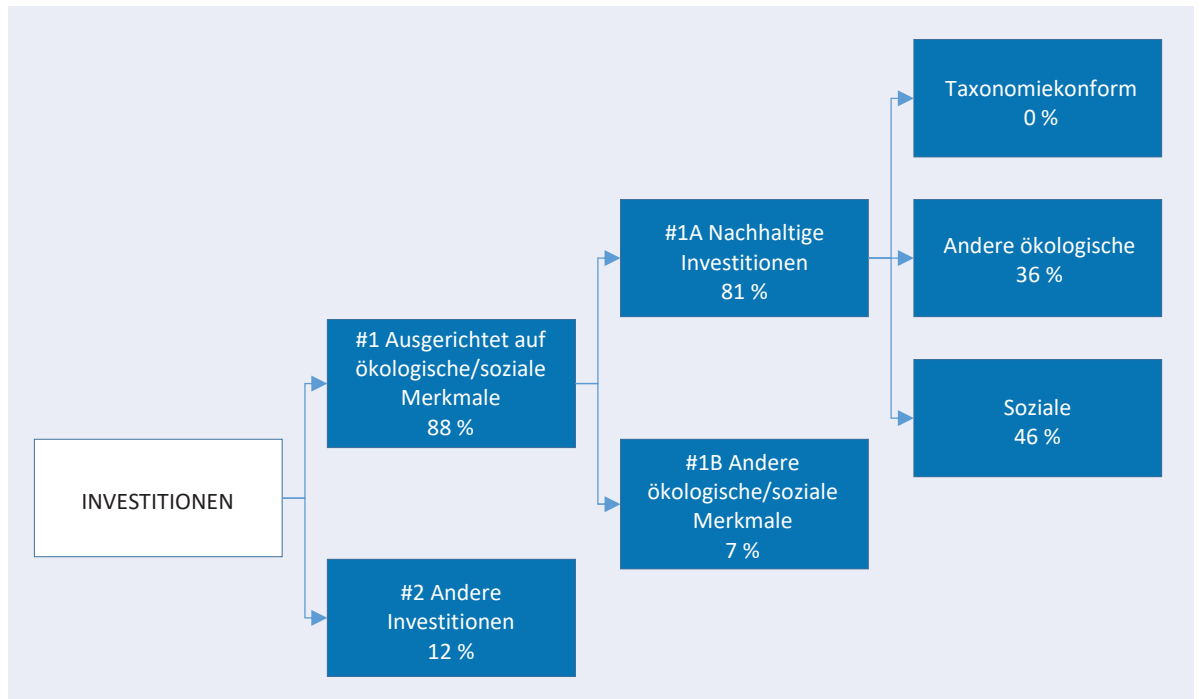 INVESTITIONEN
#1 Ausgerichtet auf
ökologische/soziale
Merkmale
88 %
#2 Andere
Investitionen
12 %
#1A Nachhaltige
Investitionen
81 %
#1B Andere
ökologische/soziale
Merkmale
7 %
Taxonomiekonform
0 %
Andere ökologische
36 %
Soziale
46 %